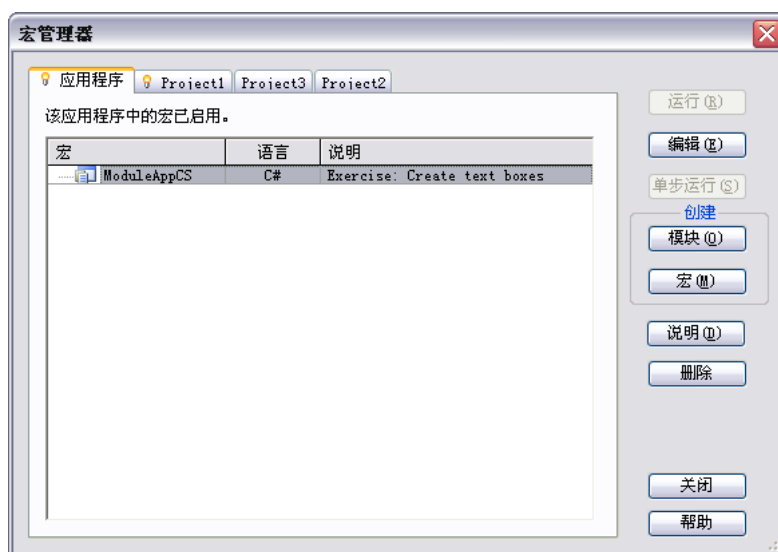 宏管理器
应用程序 Project1 Project3 Project2
该应用程序中的宏已启用。
宏 语言 说明
ModuleAppCS C# Exercise: Create text boxes
运行(R)
编辑(E)
单步运行(S)
创建
模块(O)
宏(M)
说明(D)
删除
关闭
帮助